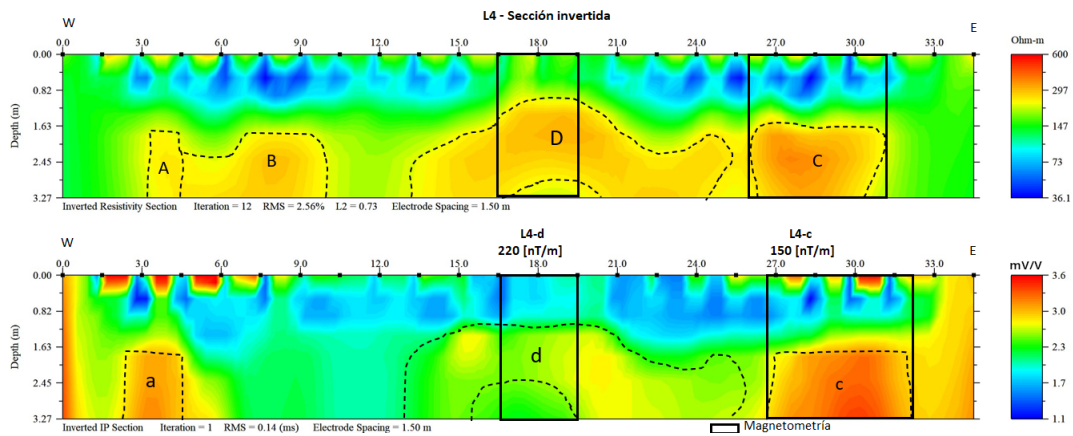 L4 - Sección invertida
W E
0.0 3.0 6.0 9.0 12.0 15.0 18.0 21.0 24.0 27.0 30.0 33.0
Ohm-m
Depth (m)
0.00
0.82
1.63
2.45
3.27
A B D C
600
297
147
73
36.1
Inverted Resistivity Section Iteration = 12 RMS = 2.56% L2 = 0.73 Electrode Spacing = 1.50 m
L4-d L4-c
W 220 [nT/m] 150 [nT/m] E
0.0 3.0 6.0 9.0 12.0 15.0 18.0 21.0 24.0 27.0 30.0 33.0
mV/V
Depth (m)
0.00
0.82
1.63
2.45
3.27
a d c
3.6
3.0
2.4
1.7
1.1
Inverted IP Section Iteration = 1 RMS = 0.14 (ms) Electrode Spacing = 1.50 m
Magnetometría